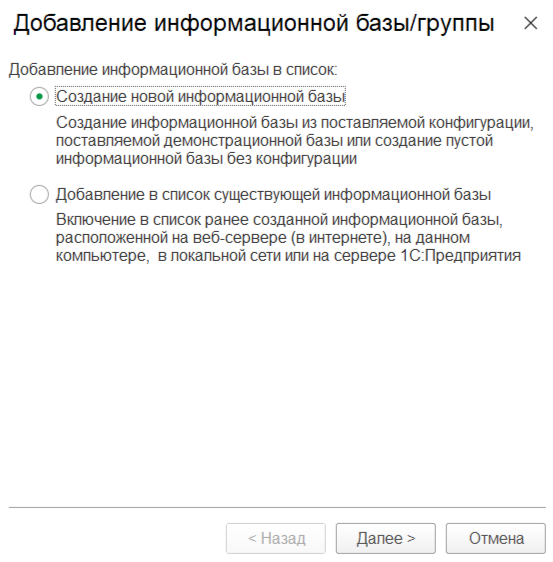 Добавление информационной базы/группы
Добавление информационной базы в список:
Создание новой информационной базы
Создание информационной базы из поставляемой конфигурации,
поставляемой демонстрационной базы или создание пустой
информационной базы без конфигурации
Добавление в список существующей информационной базы
Включение в список ранее созданной информационной базы,
расположенной на веб-сервере (в интернете), на данном
компьютере,  в локальной сети или на сервере 1С:Предприятия
< Назад Далее > Отмена